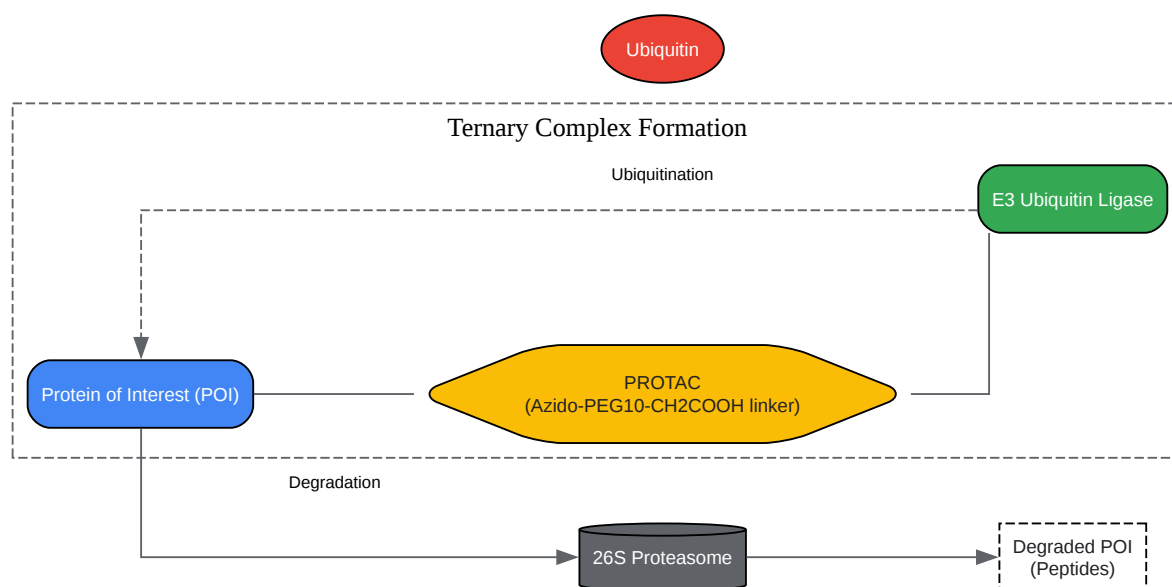 Ubiquitin
Ternary Complex Formation
Ubiquitination
E3 Ubiquitin Ligase
Protein of Interest (POI)
PROTAC
(Azido-PEG10-CH2COOH linker)
Degradation
26S Proteasome
Degraded POI
(Peptides)